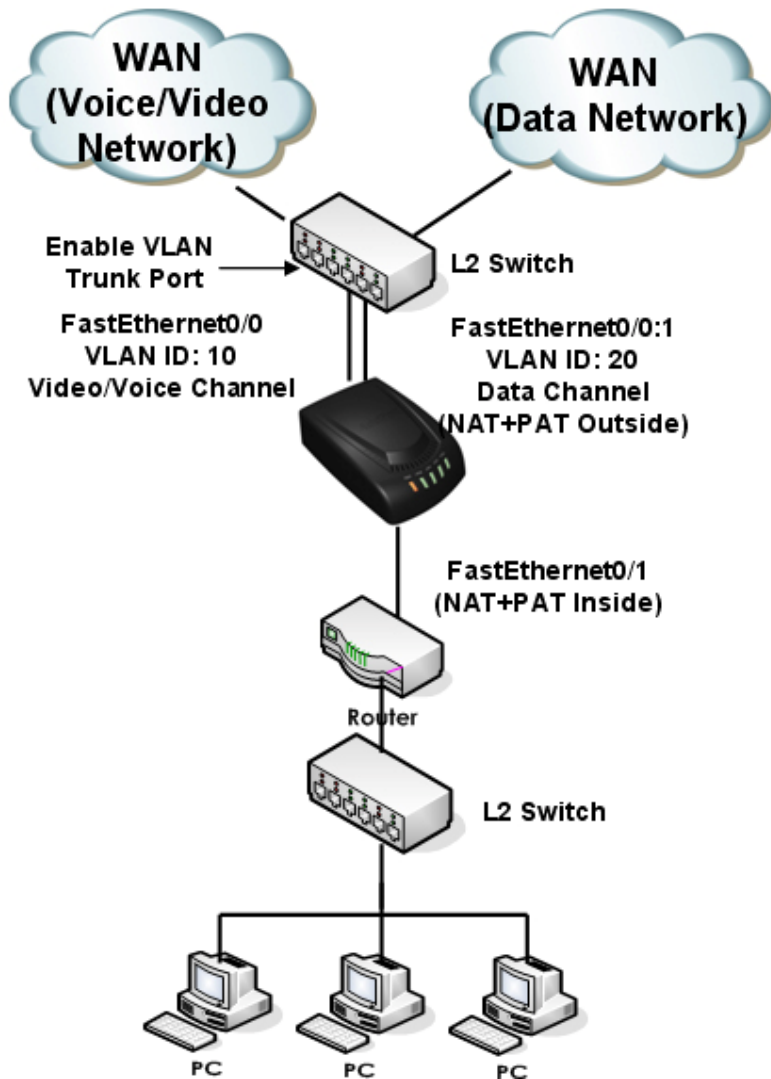 WAN
(Voice/Video
Network)
WAN
(Data Network)
Enable VLAN
Trunk Port
L2 Switch
FastEthernet0/0
VLAN ID: 10
Video/Voice Channel
FastEthernet0/0:1
VLAN ID: 20
Data Channel
(NAT+PAT Outside)
FastEthernet0/1
(NAT+PAT Inside)
Router
L2 Switch
PC
PC
PC